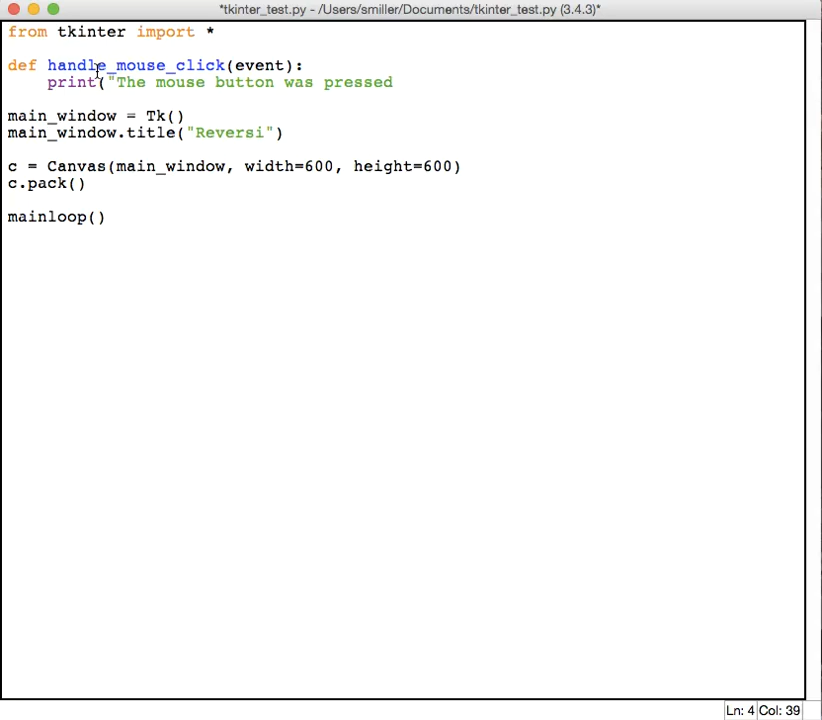 *tkinter_test.py - /Users/smiller/Documents/tkinter_test.py (3.4.3)*
from tkinter import *
def handle_mouse_click(event):
    print("The mouse button was pressed
main_window = Tk()
main_window.title("Reversi")
c = Canvas(main_window, width=600, height=600)
c.pack()
mainloop()
Ln: 4 Col: 39